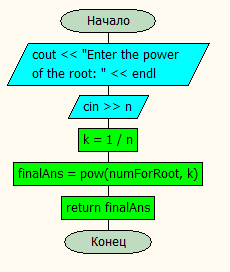 Начало
cout << "Enter the power
of the root: " << endl
cin >> n
k = 1 / n
finalAns = pow(numForRoot, k)
return finalAns
Конец